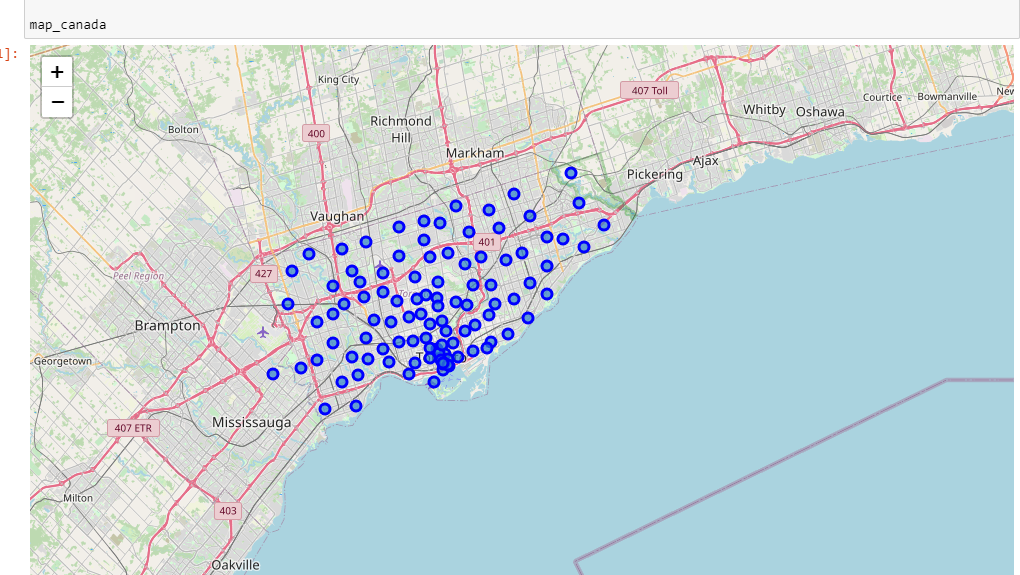 map_canada
1]:
+
−
King City
407 Toll
Whitby
Oshawa
Courtice
Bowmanville
New
Bolton
400
Richmond
Hill
Markham
Ajax
Pickering
Vaughan
401
427
Peel Region
Brampton
Georgetown
Mississauga
407 ETR
Milton
403
Oakville